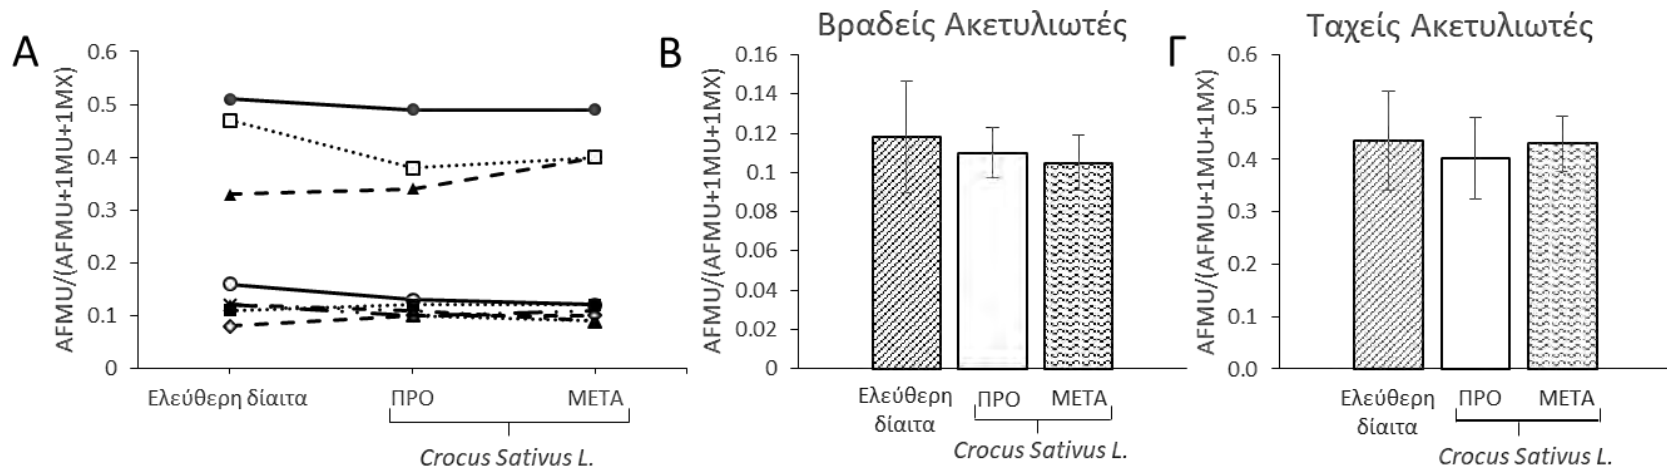 Α
AFMU/(AFMU+1MU+1MX)
0.6
0.5
0.4
0.3
0.2
0.1
0
Ελεύθερη δίαιτα
ΠΡΟ
ΜΕΤΑ
Crocus Sativus L.
Β
Βραδείς Ακετυλιωτές
AFMU/(AFMU+1MU+1MX)
0.16
0.14
0.12
0.1
0.08
0.06
0.04
0.02
0
Ελεύθερη
δίαιτα
ΠΡΟ
ΜΕΤΑ
Crocus Sativus L.
Γ
Ταχείς Ακετυλιωτές
AFMU/(AFMU+1MU+1MX)
0.6
0.5
0.4
0.3
0.2
0.1
0.0
Ελεύθερη
δίαιτα
ΠΡΟ
ΜΕΤΑ
Crocus Sativus L.